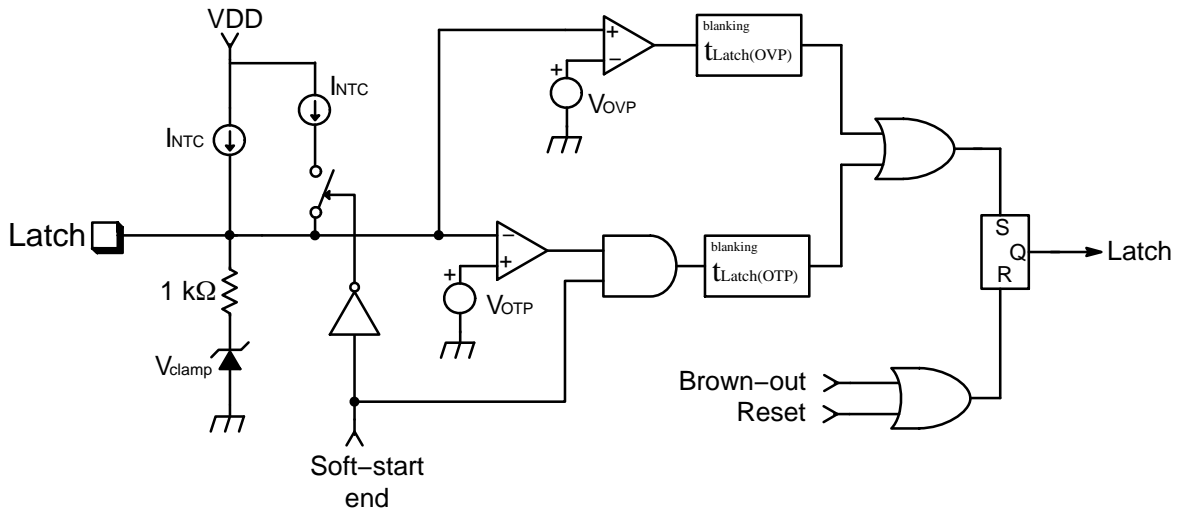 VDD
blanking
tLatch(OVP)
INTC
INTC
VOVP
Latch
blanking
tLatch(OTP)
S
Q
R
Latch
1 kΩ
VOTP
Vclamp
Brown−out
Reset
Soft−start
end